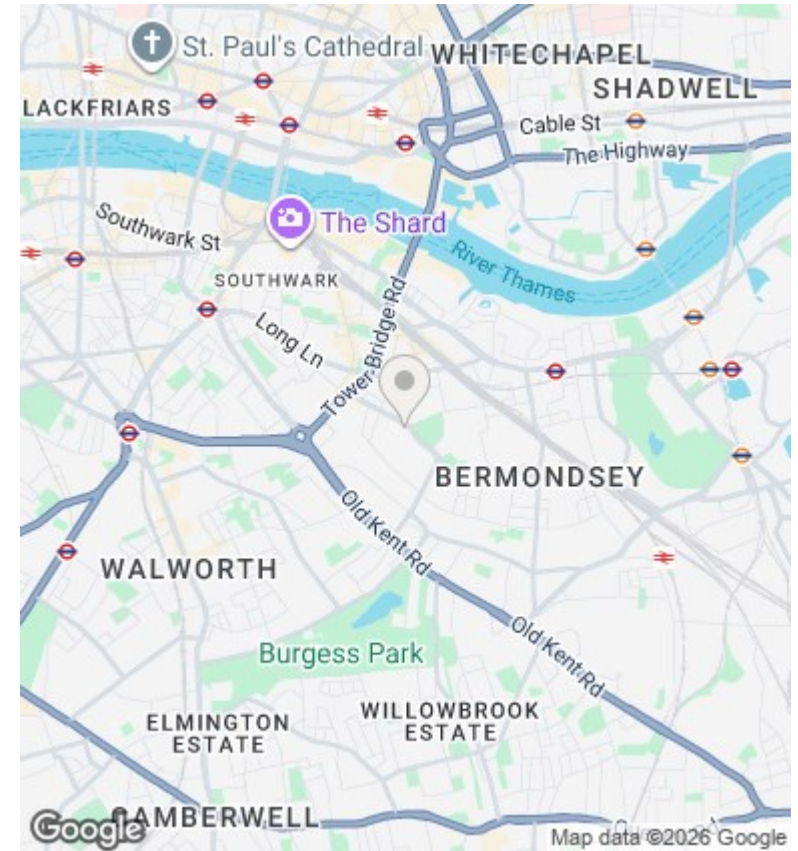 St. Paul's Cathedral
WHITECHAPEL
SHADWELL
LACKFRIARS
Cable St
The Highway
Southwark St
The Shard
River Thames
SOUTHWARK
Tower Bridge Rd
Long Ln
BERMONDSEY
Old Kent Rd
WALWORTH
Old Kent Rd
Burgess Park
WILLOWBROOK
ESTATE
ELMINGTON
ESTATE
CAMBERWELL
Google
Map data ©2026 Google